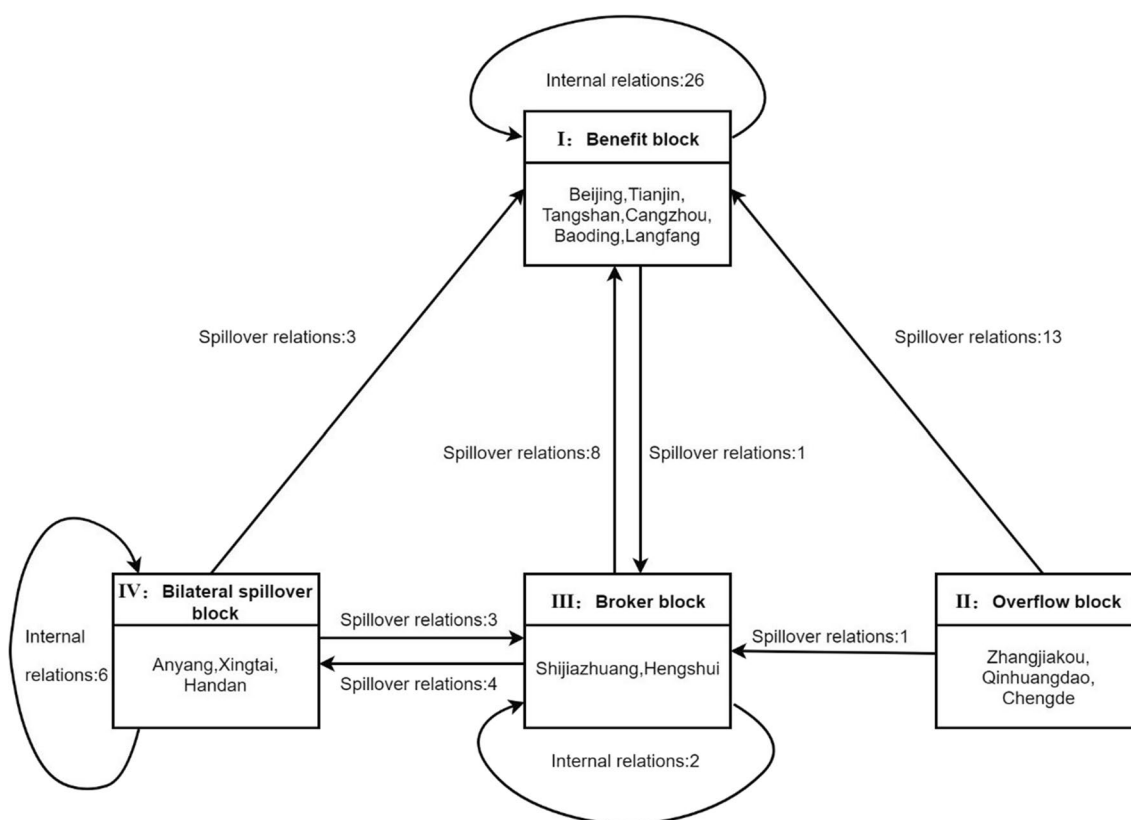 Internal relations:26
I: Benefit block
Beijing,Tianjin,
Tangshan,Cangzhou,
Baoding,Langfang
Spillover relations:3
Spillover relations:13
Spillover relations:8
Spillover relations:1
IV: Bilateral spillover
block
Anyang,Xingtai,
Handan
Internal
relations:6
Spillover relations:3
Spillover relations:4
III: Broker block
Shijiazhuang,Hengshui
Internal relations:2
Spillover relations:1
II: Overflow block
Zhangjiakou,
Qinhuangdao,
Chengde